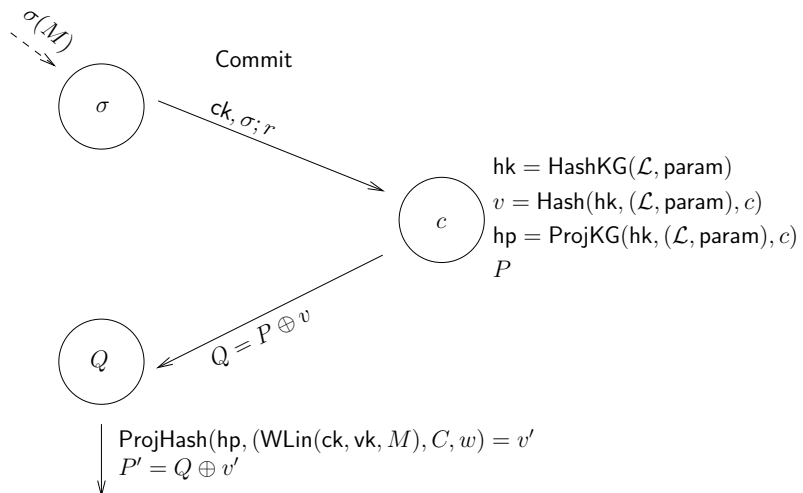 σ(M)
Commit
σ
ck, σ; r
hk = HashKG(ℒ, param)
v = Hash(hk, (ℒ, param), c)
c
hp = ProjKG(hk, (ℒ, param), c)
P
Q = P ⊕ v
Q
ProjHash(hp, (WLin(ck, vk, M), C, w) = v′
P′ = Q ⊕ v′